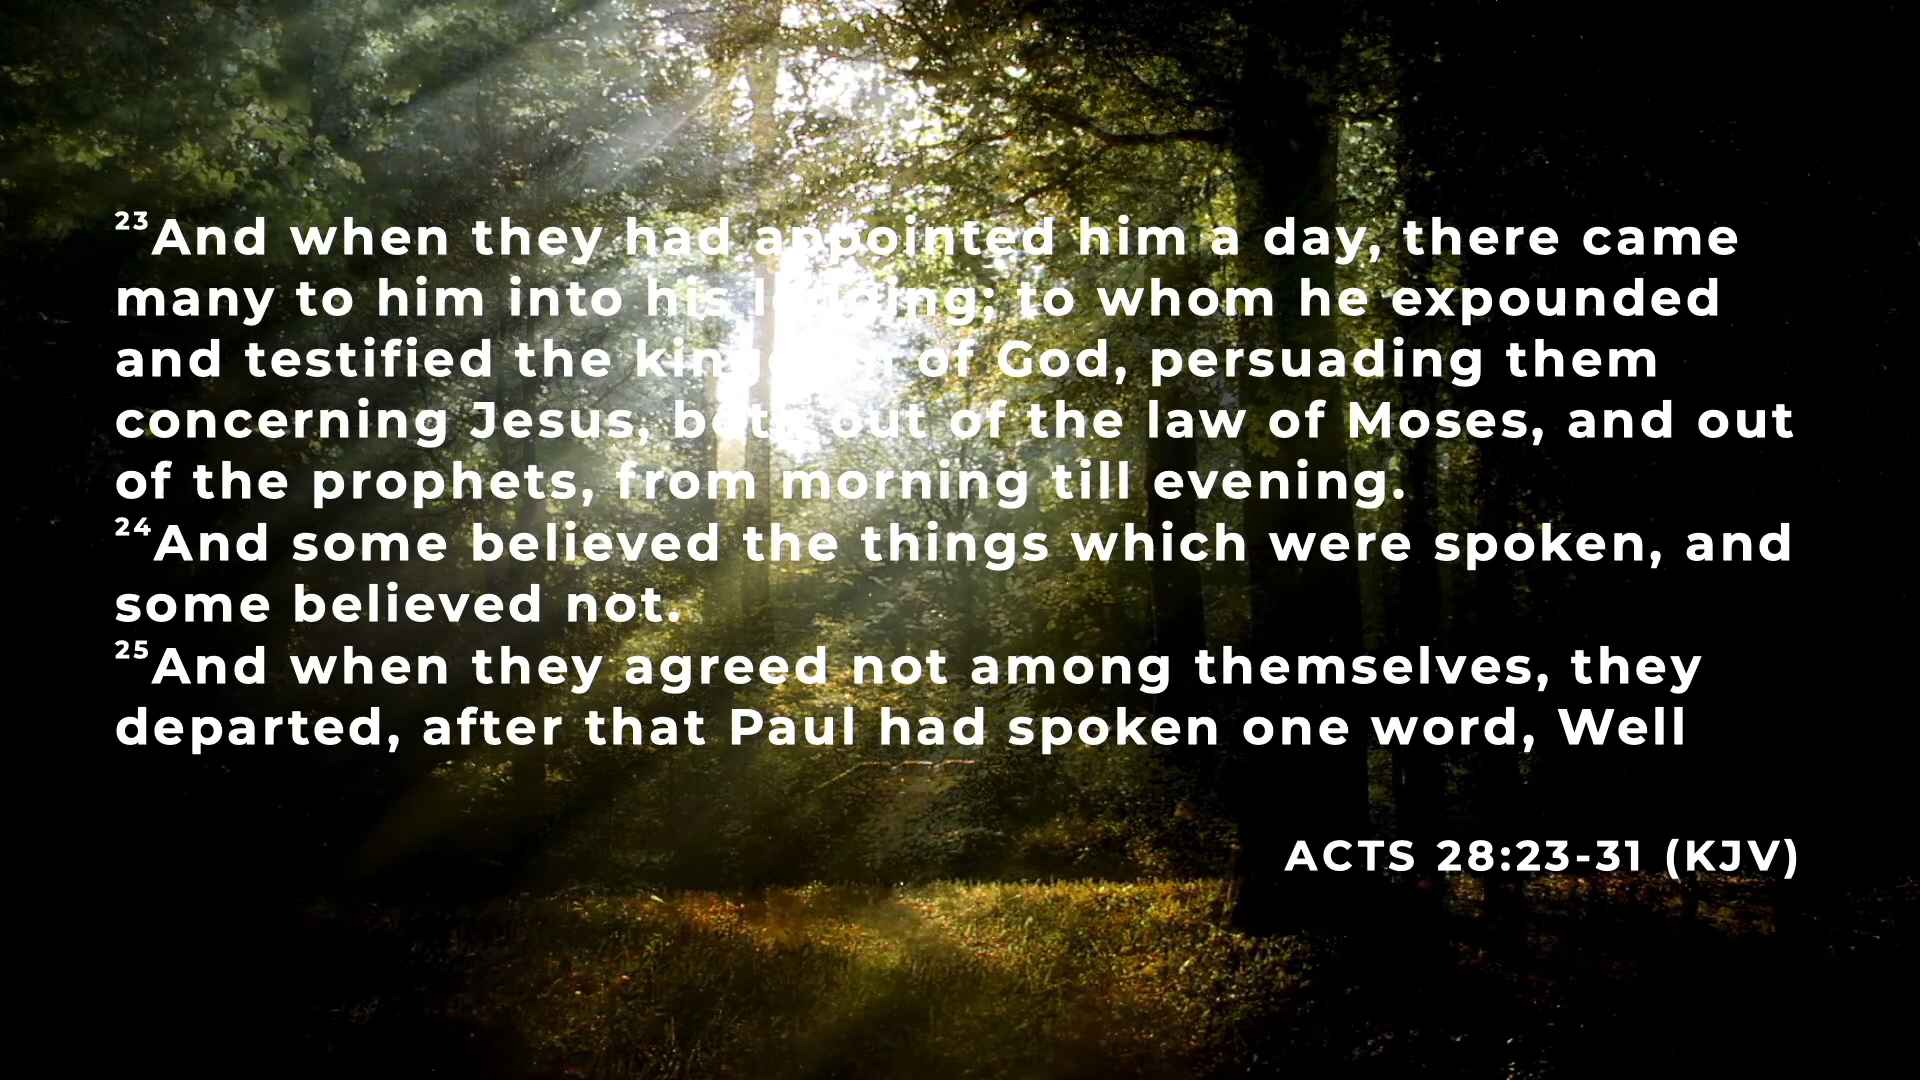 23And when they had appointed him a day, there came
many to him into his lodging; to whom he expounded
and testified the kingdom of God, persuading them
concerning Jesus, both out of the law of Moses, and out
of the prophets, from morning till evening.
24And some believed the things which were spoken, and
some believed not.
25And when they agreed not among themselves, they
departed, after that Paul had spoken one word, Well
ACTS 28:23-31 (KJV)